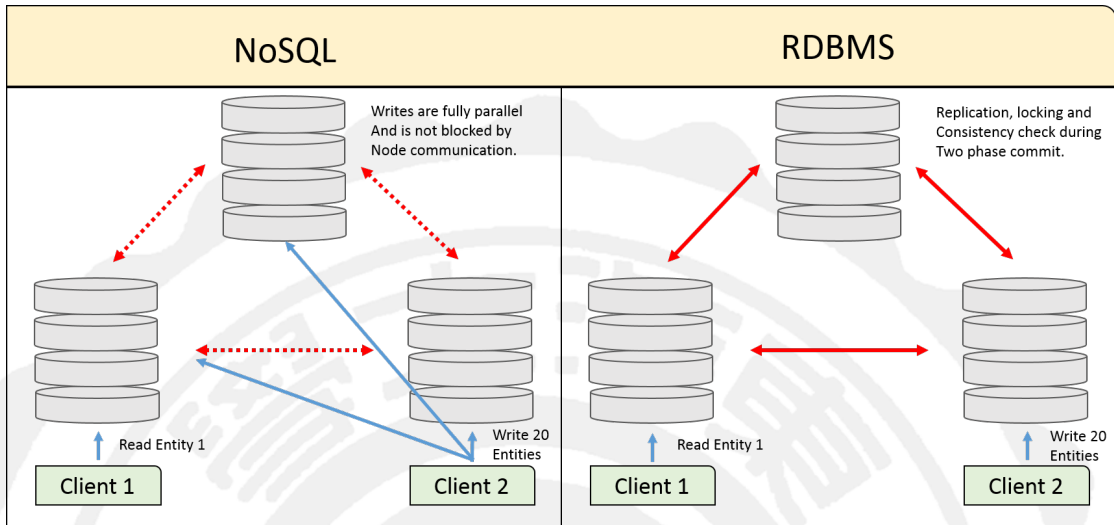 NoSQL
RDBMS
Writes are fully parallel
And is not blocked by
Node communication.
Read Entity 1
Write 20
Entities
Client 1
Client 2
Replication, locking and
Consistency check during
Two phase commit.
Read Entity 1
Write 20
Entities
Client 1
Client 2